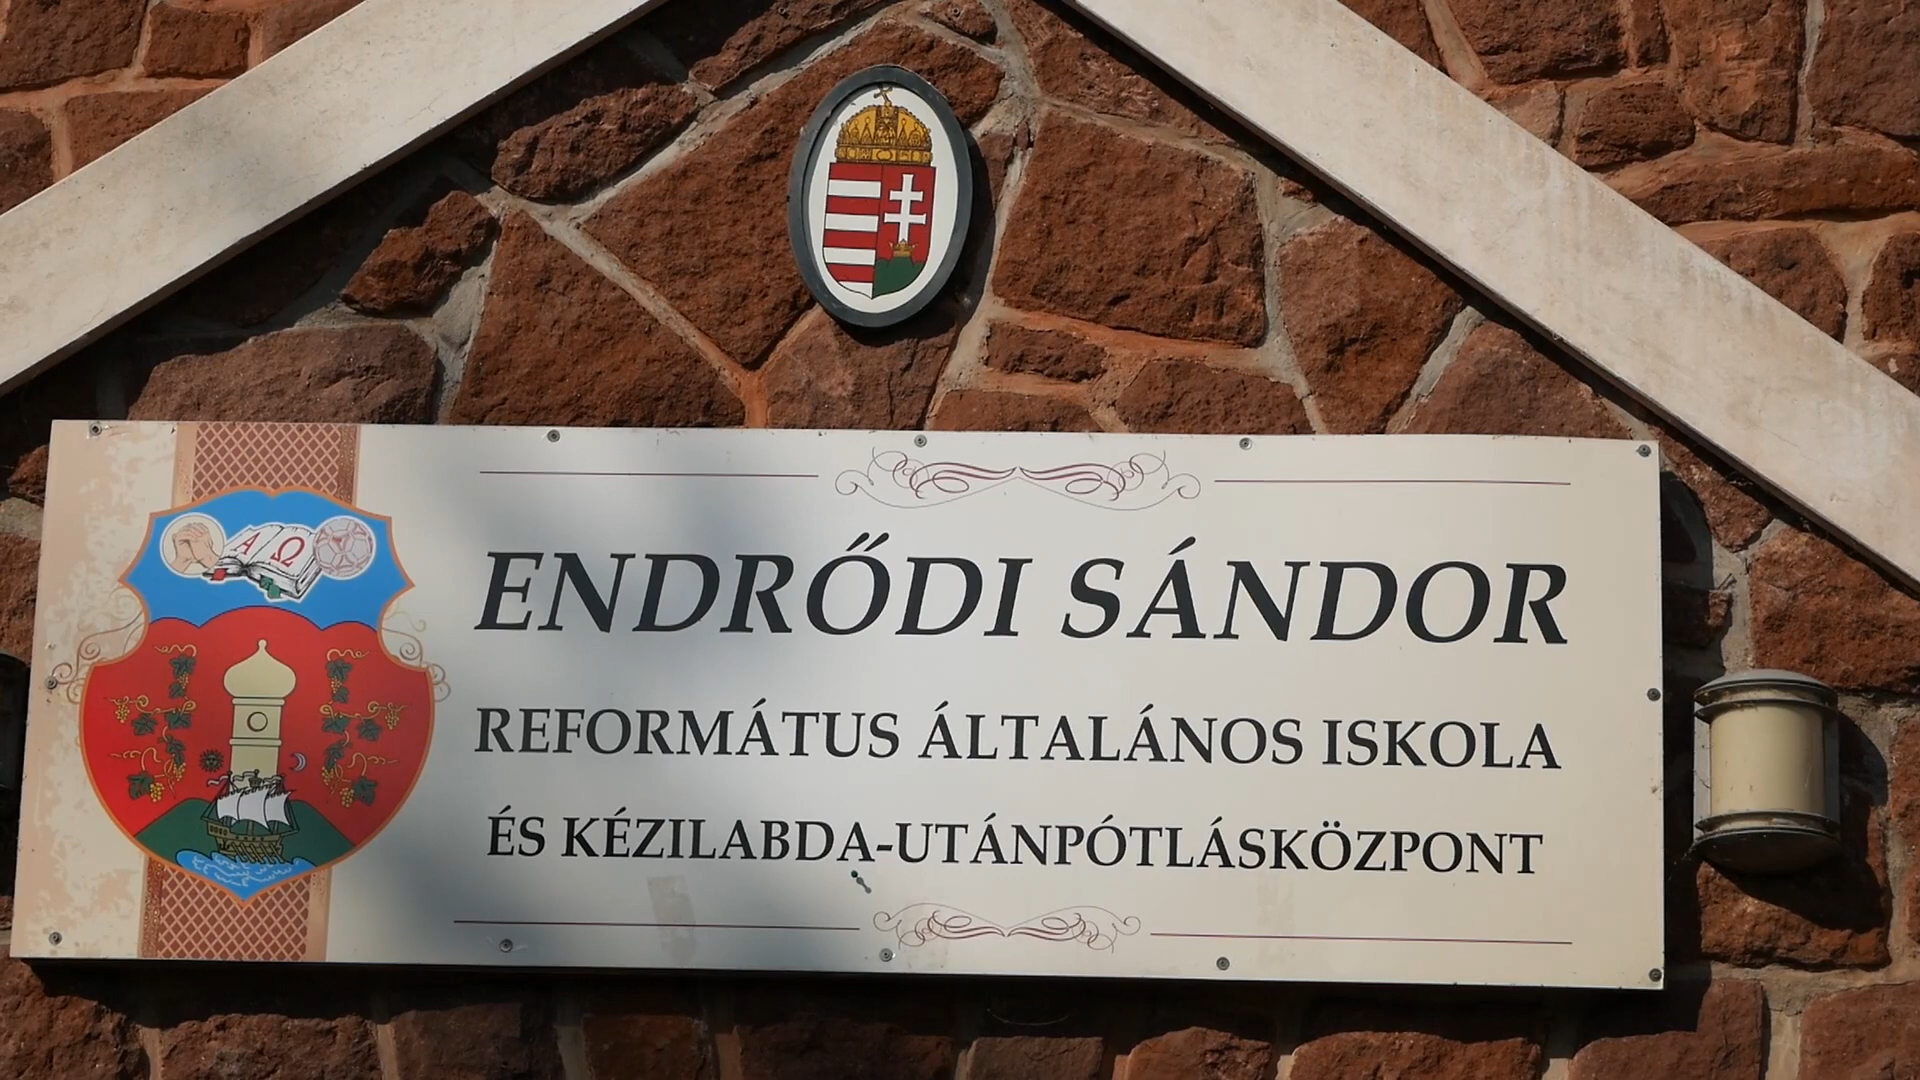 Α Ω
ENDRŐDI SÁNDOR
REFORMÁTUS ÁLTALÁNOS ISKOLA
ÉS KÉZILABDA-UTÁNPÓTLÁSKÖZPONT